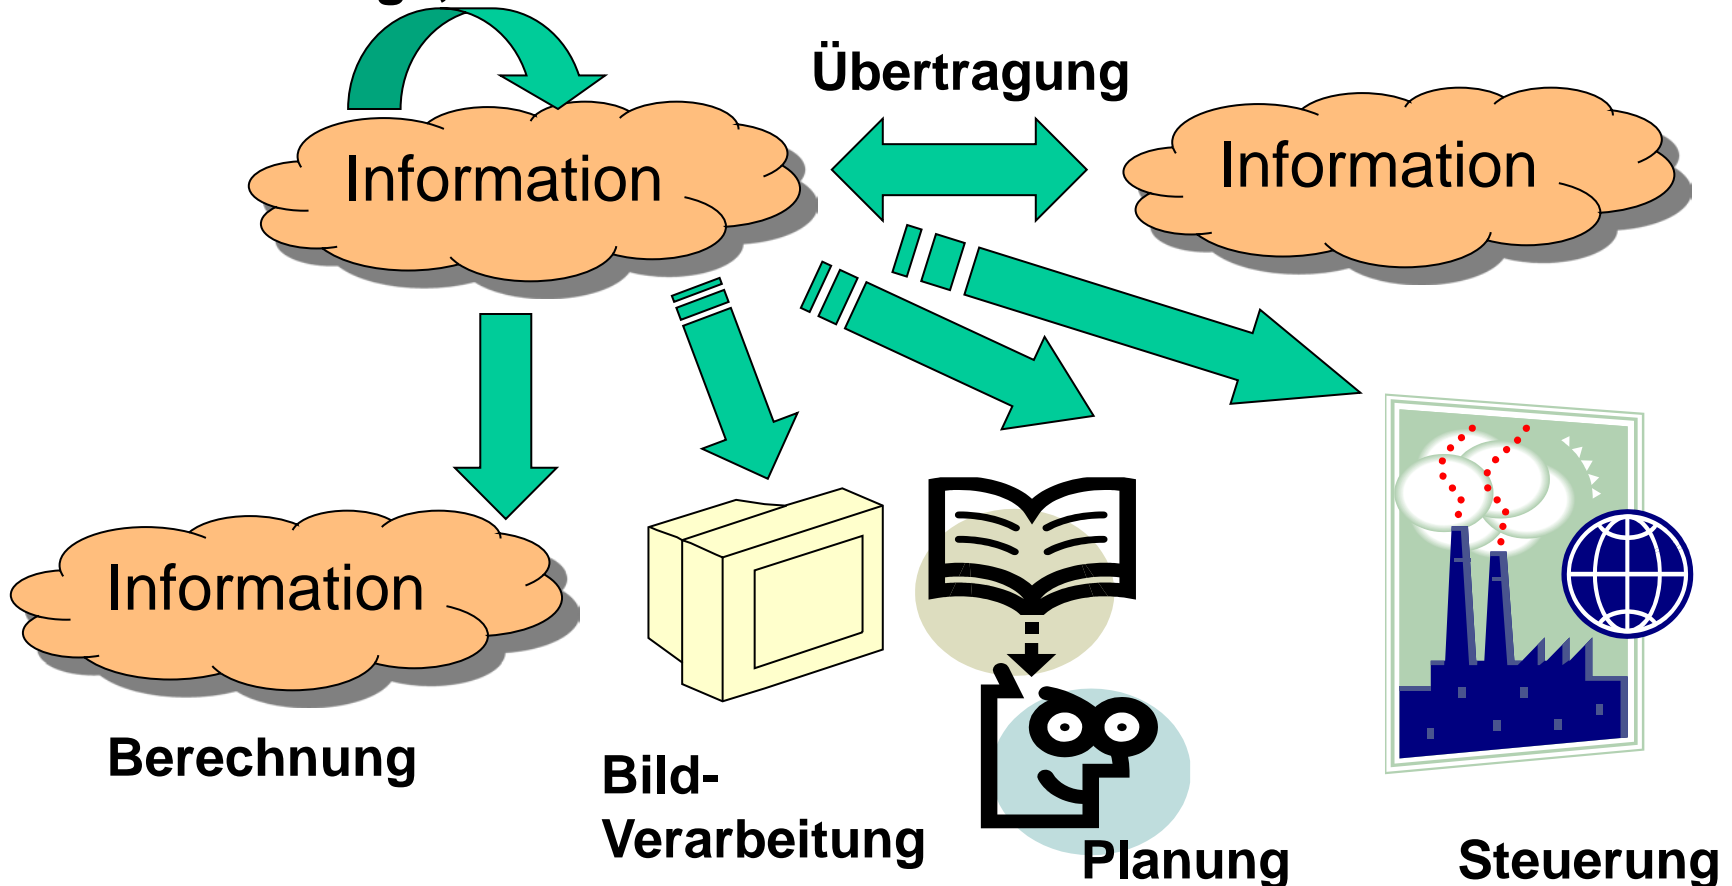 Übertragung
Information
Information
Information
Berechnung
Bild-
Verarbeitung
Planung
Steuerung